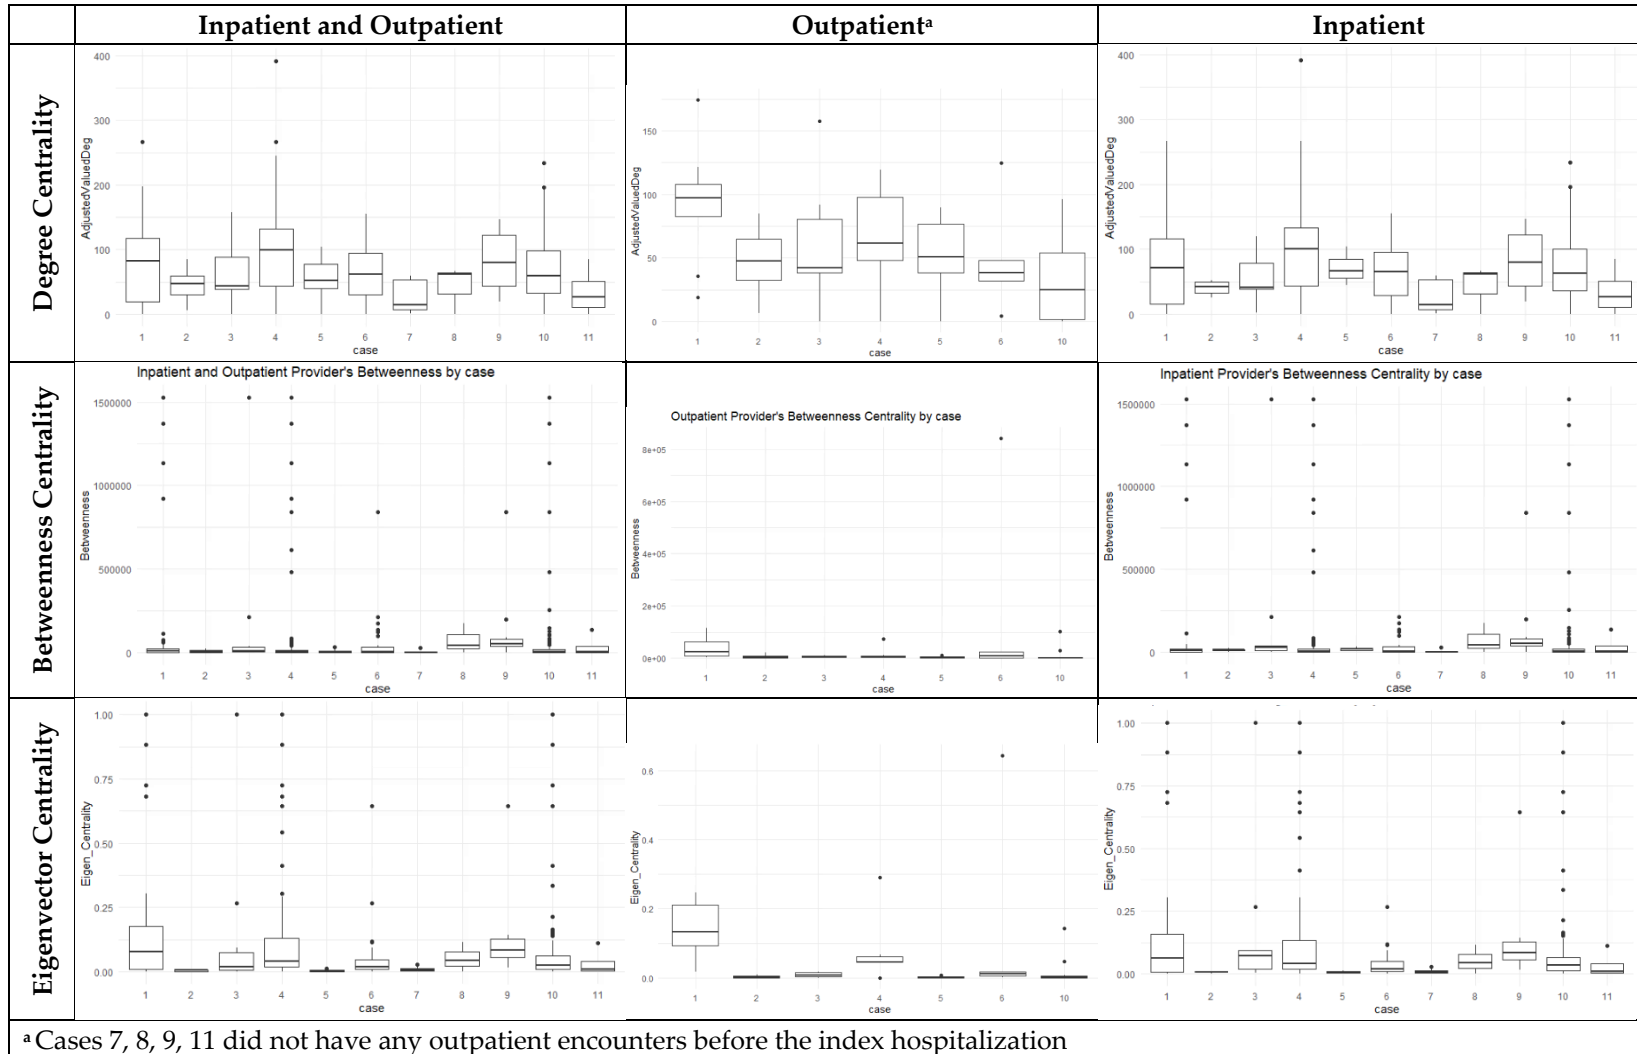 Inpatient and Outpatient
Outpatientᵃ
Inpatient
Degree Centrality
AdjustedValuedDeg
400
300
200
100
0
1 2 3 4 5 6 7 8 9 10 11
case
AdjustedValuedDeg
150
100
50
0
1 2 3 4 5 6 10
case
AdjustedValuedDeg
400
300
200
100
0
1 2 3 4 5 6 7 8 9 10 11
case
Betweenness Centrality
Inpatient and Outpatient Provider's Betweenness by case
Betweenness
1500000
1000000
500000
0
1 2 3 4 5 6 7 8 9 10 11
case
Outpatient Provider's Betweenness Centrality by case
Betweenness
8e+05
6e+05
4e+05
2e+05
0e+00
1 2 3 4 5 6 10
case
Inpatient Provider's Betweenness Centrality by case
Betweenness
1500000
1000000
500000
0
1 2 3 4 5 6 7 8 9 10 11
case
Eigenvector Centrality
Eigen_Centrality
1.00
0.75
0.50
0.25
0.00
1 2 3 4 5 6 7 8 9 10 11
case
Eigen_Centrality
0.6
0.4
0.2
0.0
1 2 3 4 5 6 10
case
Eigen_Centrality
1.00
0.75
0.50
0.25
0.00
1 2 3 4 5 6 7 8 9 10 11
case
ᵃ Cases 7, 8, 9, 11 did not have any outpatient encounters before the index hospitalization